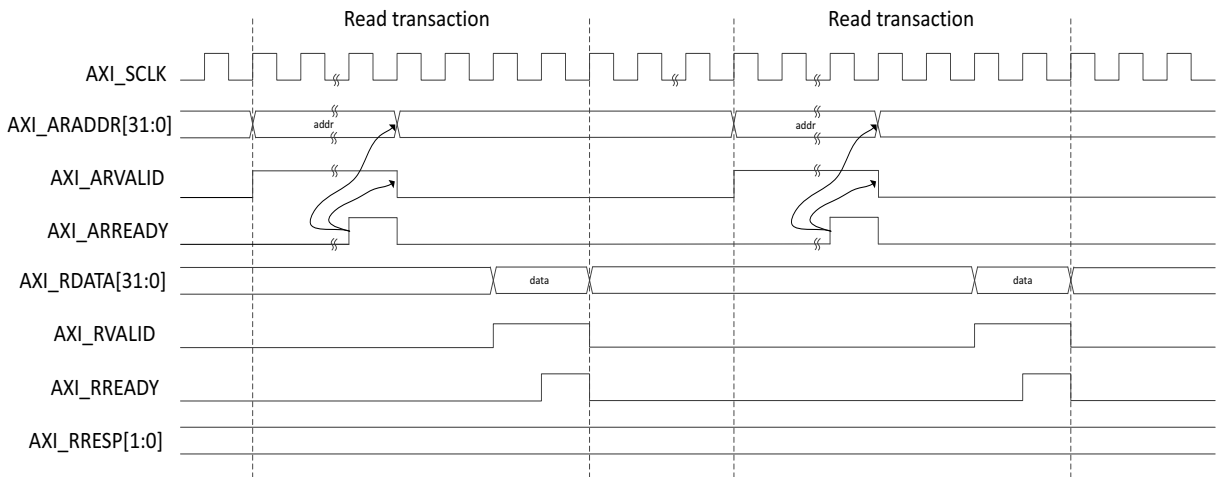 Read transaction Read transaction
AXI_SCLK
AXI_ARADDR[31:0] addr addr
AXI_ARVALID
AXI_ARREADY
AXI_RDATA[31:0] data data
AXI_RVALID
AXI_RREADY
AXI_RRESP[1:0]